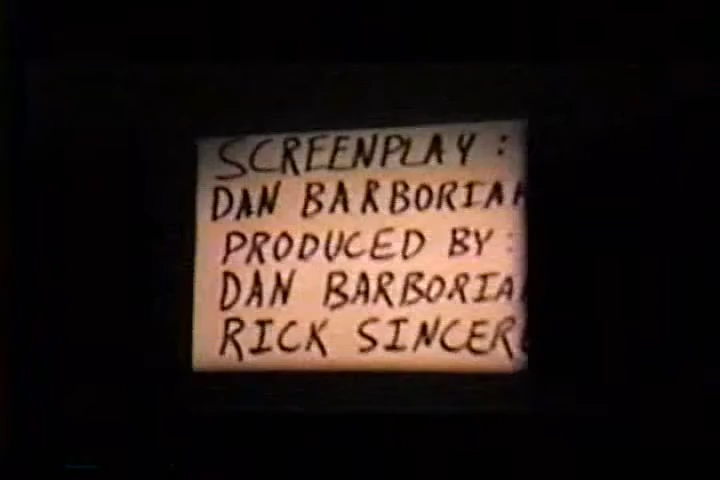 SCREENPLAY:
DAN BARBORIA
PRODUCED BY:
DAN BARBORIA
RICK SINCER